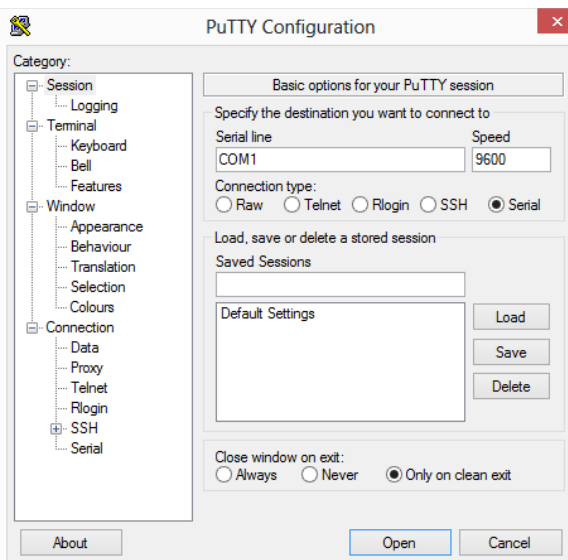 PuTTY Configuration
Category:
Session
Logging
Terminal
Keyboard
Bell
Features
Window
Appearance
Behaviour
Translation
Selection
Colours
Connection
Data
Proxy
Telnet
Rlogin
SSH
Serial
Basic options for your PuTTY session
Specify the destination you want to connect to
Serial line Speed
COM1 9600
Connection type:
Raw Telnet Rlogin SSH Serial
Load, save or delete a stored session
Saved Sessions
Default Settings
Load
Save
Delete
Close window on exit:
Always Never Only on clean exit
About Open Cancel